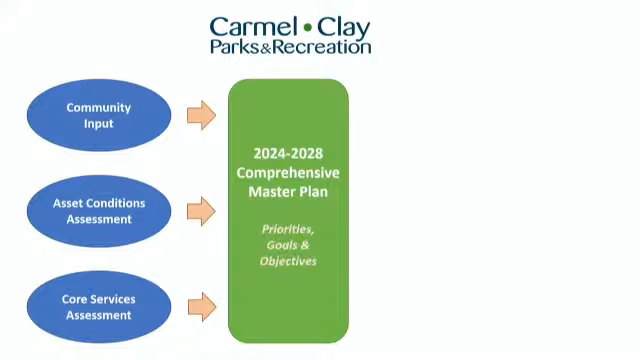 Carmel • Clay
Parks&Recreation
Community
Input
Asset Conditions
Assessment
Core Services
Assessment
2024-2028
Comprehensive
Master Plan
Priorities,
Goals &
Objectives